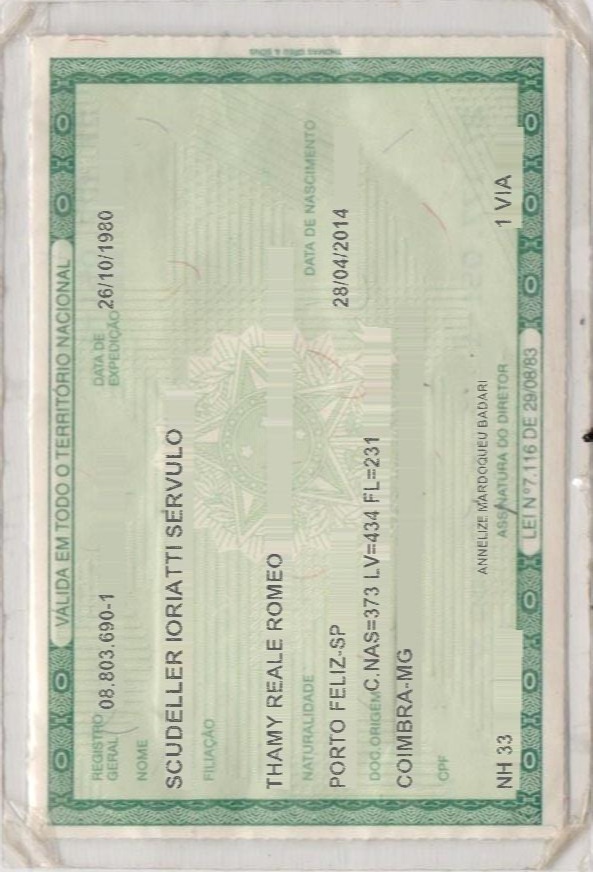 VÁLIDA EM TODO O TERRITÓRIO NACIONAL
REGISTRO GERAL 08.803.690-1 DATA DE EXPEDIÇÃO 26/10/1980
NOME
SCUDELLER IORIATTI SERVULO
FILIAÇÃO
THAMY REALE ROMEO
NATURALIDADE DATA DE NASCIMENTO
PORTO FELIZ-SP 28/04/2014
DOC.ORIGEM C.NAS=373 LV=434 FL=231
COIMBRA-MG
CPF
ANNELIZE MARDOQUEU BADARI
NH 33 ASSINATURA DO DIRETOR 1 VIA
LEI Nº 7.116 DE 29/08/83